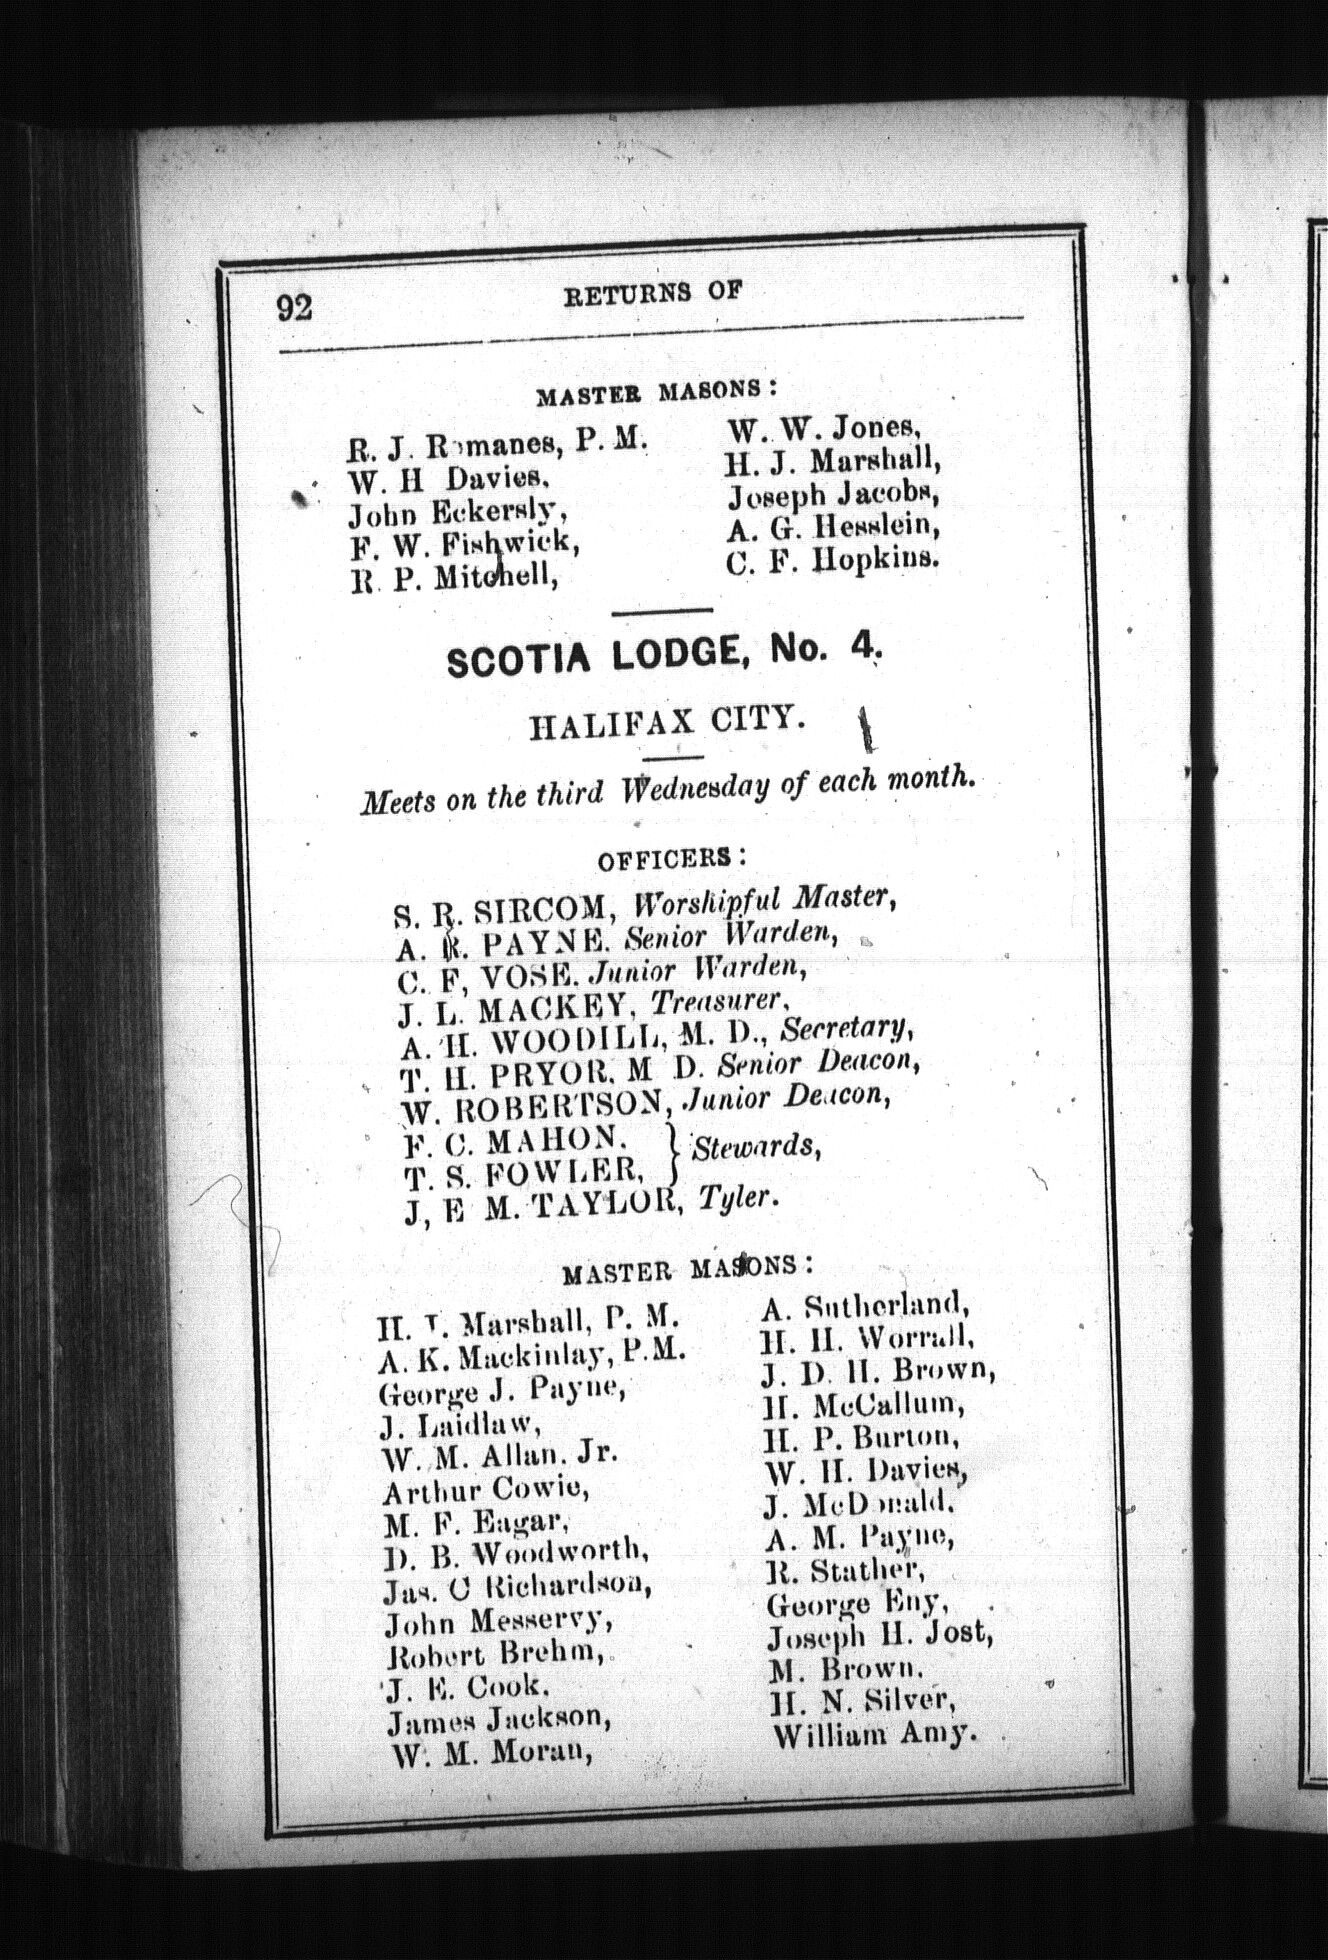 92
RETURNS OF
MASTER MASONS:
R. J. Romanes, P. M.
W. H Davies.
John Eckersly,
F. W. Fishwick,
R. P. Mitchell,
W. W. Jones,
H. J. Marshall,
Joseph Jacobs,
A. G. Hesslein,
C. F. Hopkins.
SCOTIA LODGE, No. 4.
HALIFAX CITY.
Meets on the third Wednesday of each month.
OFFICERS:
S. R. SIRCOM, Worshipful Master,
A. R. PAYNE. Senior Warden,
C. F, VOSE. Junior Warden,
J. L. MACKEY, Treasurer,
A. H. WOODILL, M. D., Secretary,
T. H. PRYOR. M D. Senior Deacon,
W. ROBERTSON, Junior Deacon,
F. C. MAHON.
T. S. FOWLER, } Stewards,
J, E M. TAYLOR, Tyler.
MASTER MASONS:
H. Marshall, P. M.
A. K. Mackinlay, P.M.
George J. Payne,
J. Laidlaw,
W. M. Allan. Jr.
Arthur Cowie,
M. F. Eagar,
D. B. Woodworth,
Jas. C Richardson,
John Messervy,
Robert Brehm,
J. E. Cook.
James Jackson,
W. M. Moran,
A. Sutherland,
H. H. Worrall,
J. D. H. Brown,
H. McCallum,
H. P. Burton,
W. H. Davies,
J. McDonald.
A. M. Payne,
R. Stather,
George Eny,
Joseph H. Jost,
M. Brown.
H. N. Silver,
William Amy.